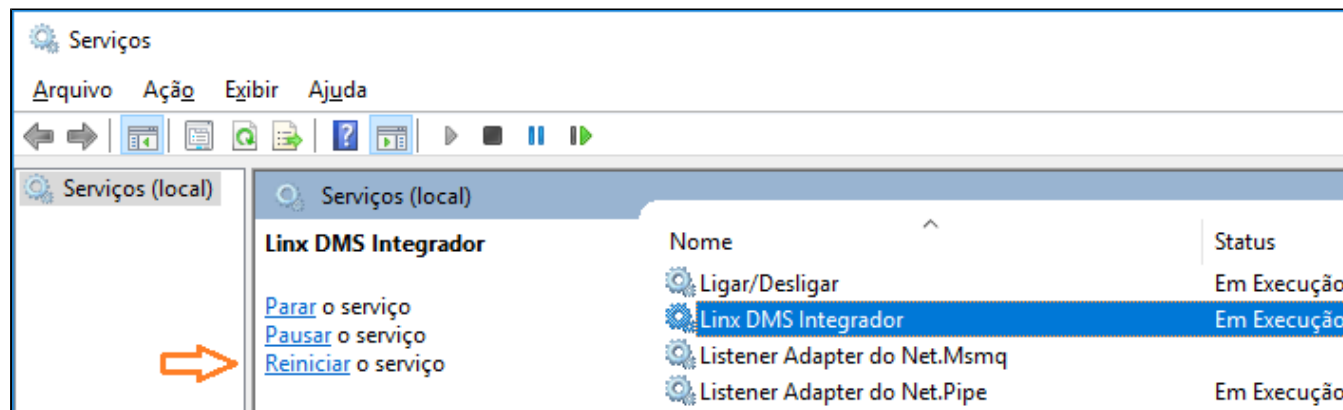 Serviços
Arquivo Ação Exibir Ajuda
Serviços (local)
Serviços (local)
Linx DMS Integrador
Parar o serviço
Pausar o serviço
Reiniciar o serviço
Nome Status
Ligar/Desligar Em Execução
Linx DMS Integrador Em Execução
Listener Adapter do Net.Msmq
Listener Adapter do Net.Pipe Em Execução